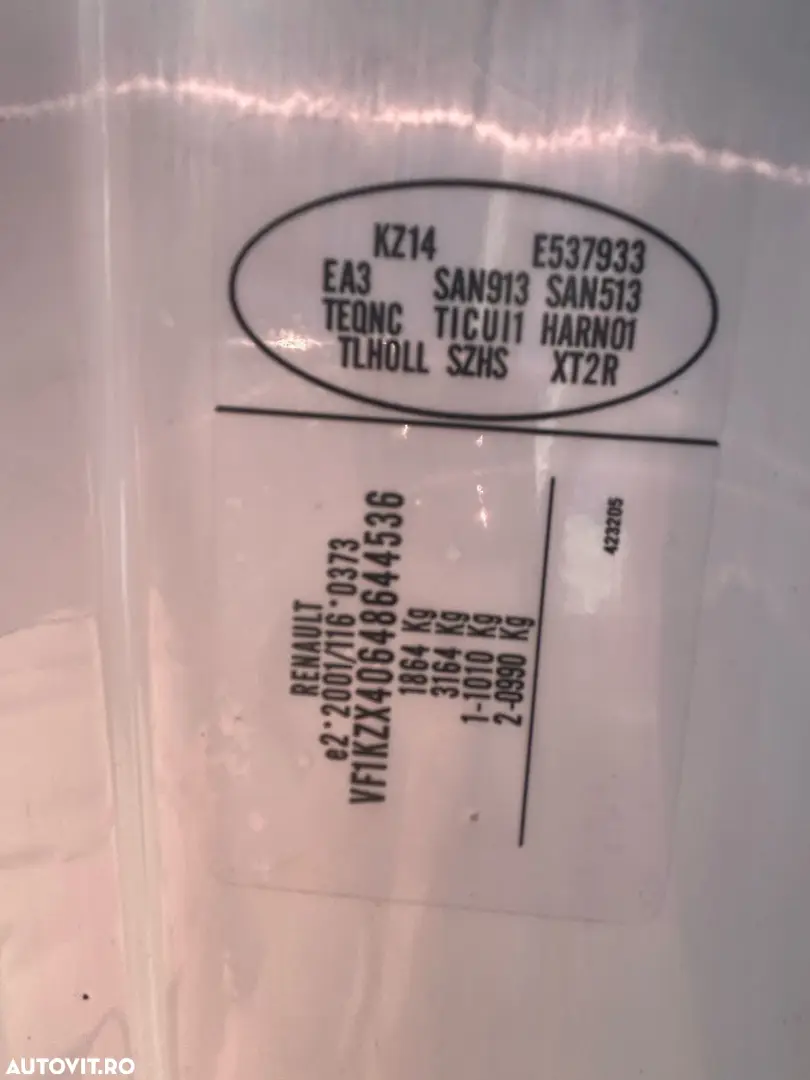 KZ14 E537933
EA3 SAN913 SAN513
TEQNC TICUI1 HARN01
TLHOLL SZHS XT2R
RENAULT
e2*2001/116*0373
VF1KZX40648644536
1864 Kg
3164 Kg
1-1010 Kg
2-0990 Kg
423205
AUTOVIT.RO